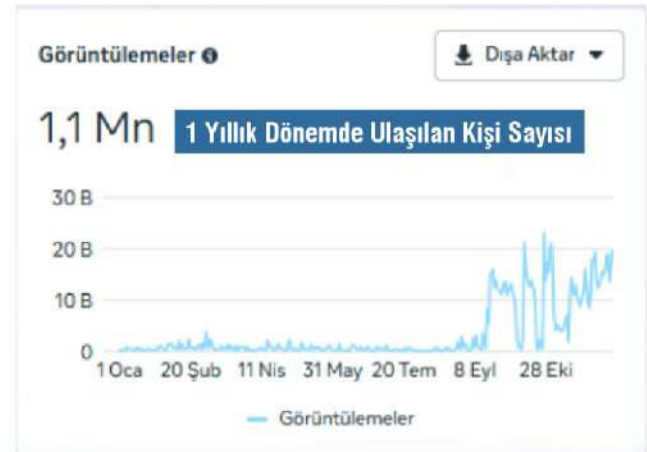 Görüntülemeler
Dışa Aktar
1,1 Mn
1 Yıllık Dönemde Ulaşılan Kişi Sayısı
30 B
20 B
10 B
0
1 Oca 20 Şub 11 Nis 31 May 20 Tem 8 Eyl 28 Eki
Görüntülemeler